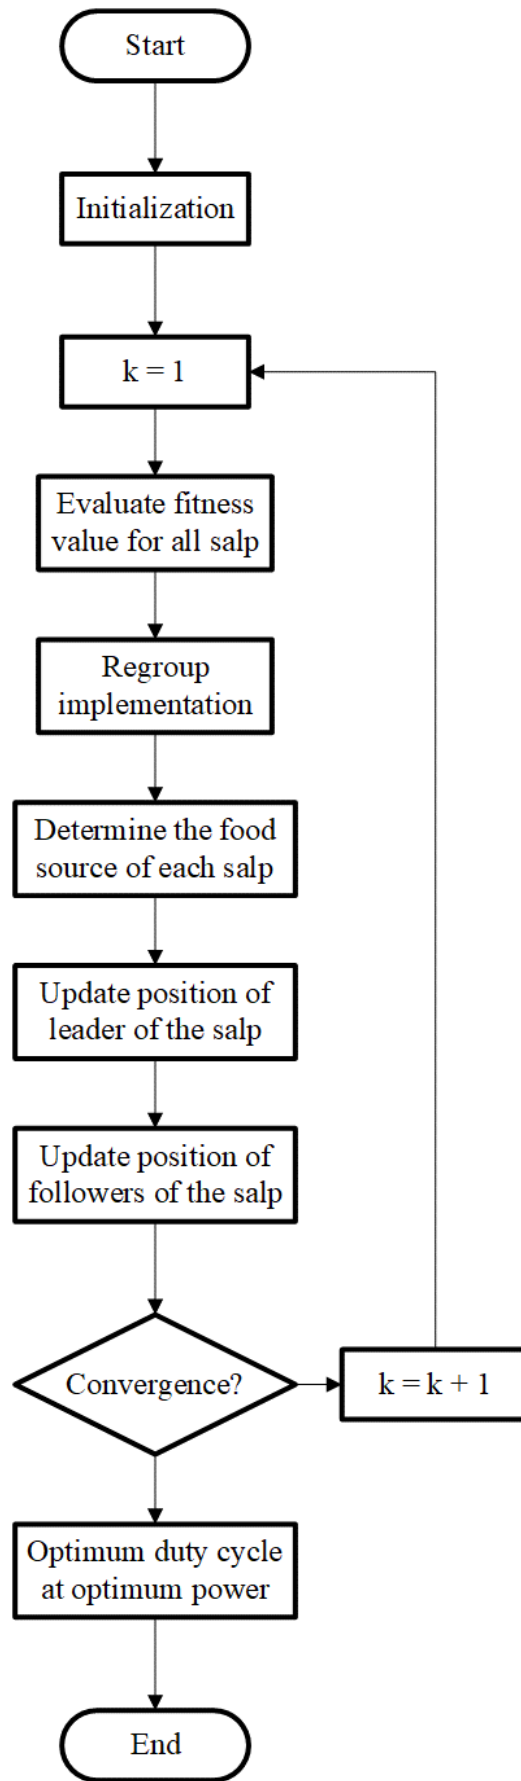 Start
Initialization
k = 1
Evaluate fitness
value for all salp
Regroup
implementation
Determine the food
source of each salp
Update position of
leader of the salp
Update position of
followers of the salp
Convergence?
k = k + 1
Optimum duty cycle
at optimum power
End